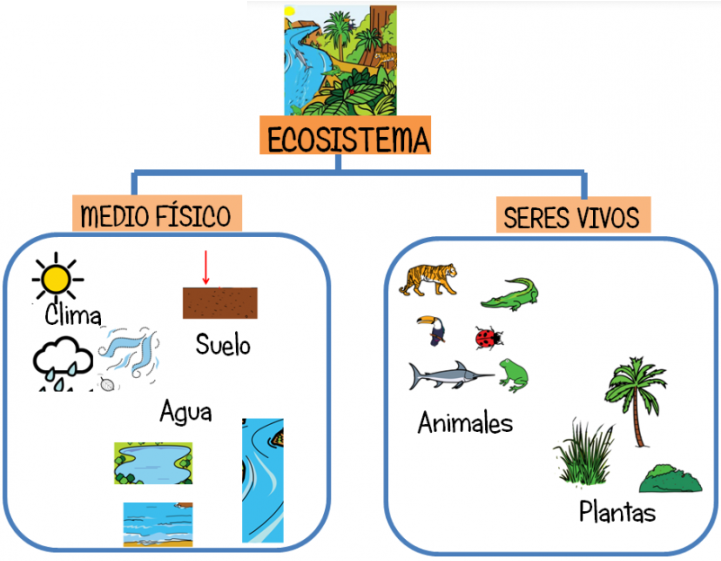 ECOSISTEMA
MEDIO FÍSICO
SERES VIVOS
Clima
Suelo
Agua
Animales
Plantas